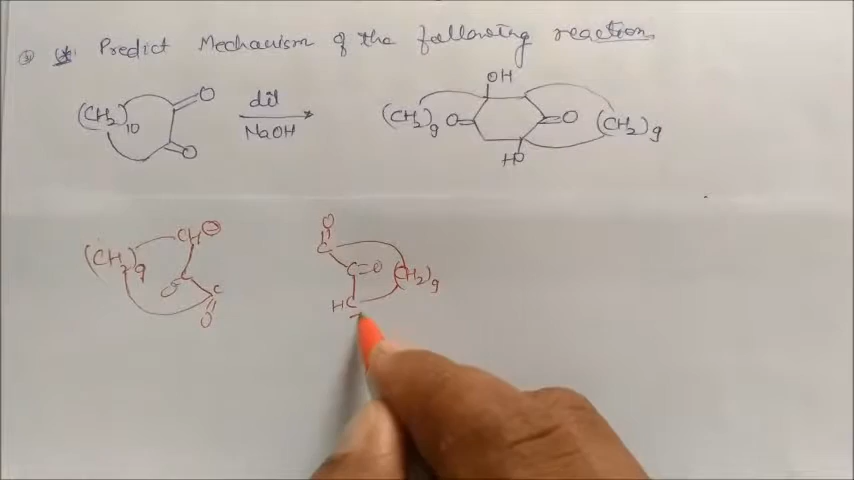 Predict Mechanism of the following reaction.
(CH2)10 O O dil NaOH (CH2)9 O OH HO O (CH2)9
(CH2)9 CH⊖ C O C O
O C C=O (CH2)9 HC